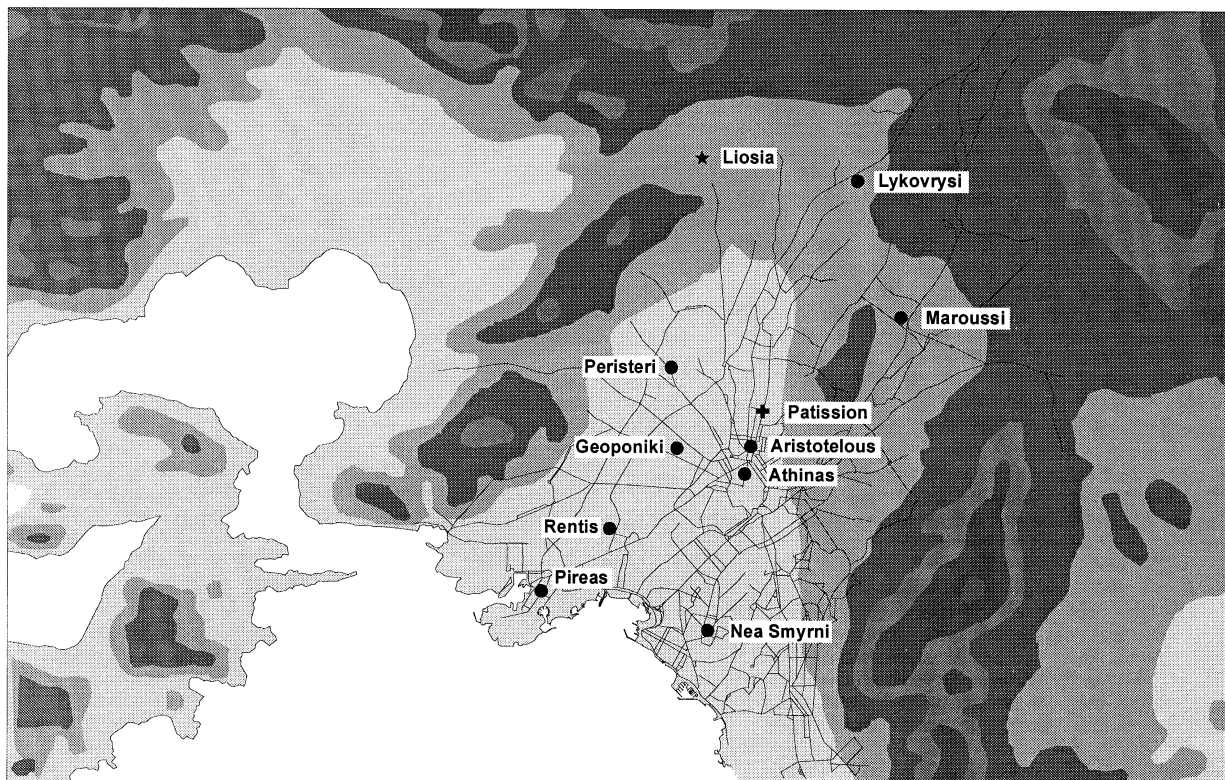 Liosia
Lykovrysi
Maroussi
Peristeri
Patission
Geoponiki
Aristotelous
Athinas
Rentis
Pireas
Nea Smyrni